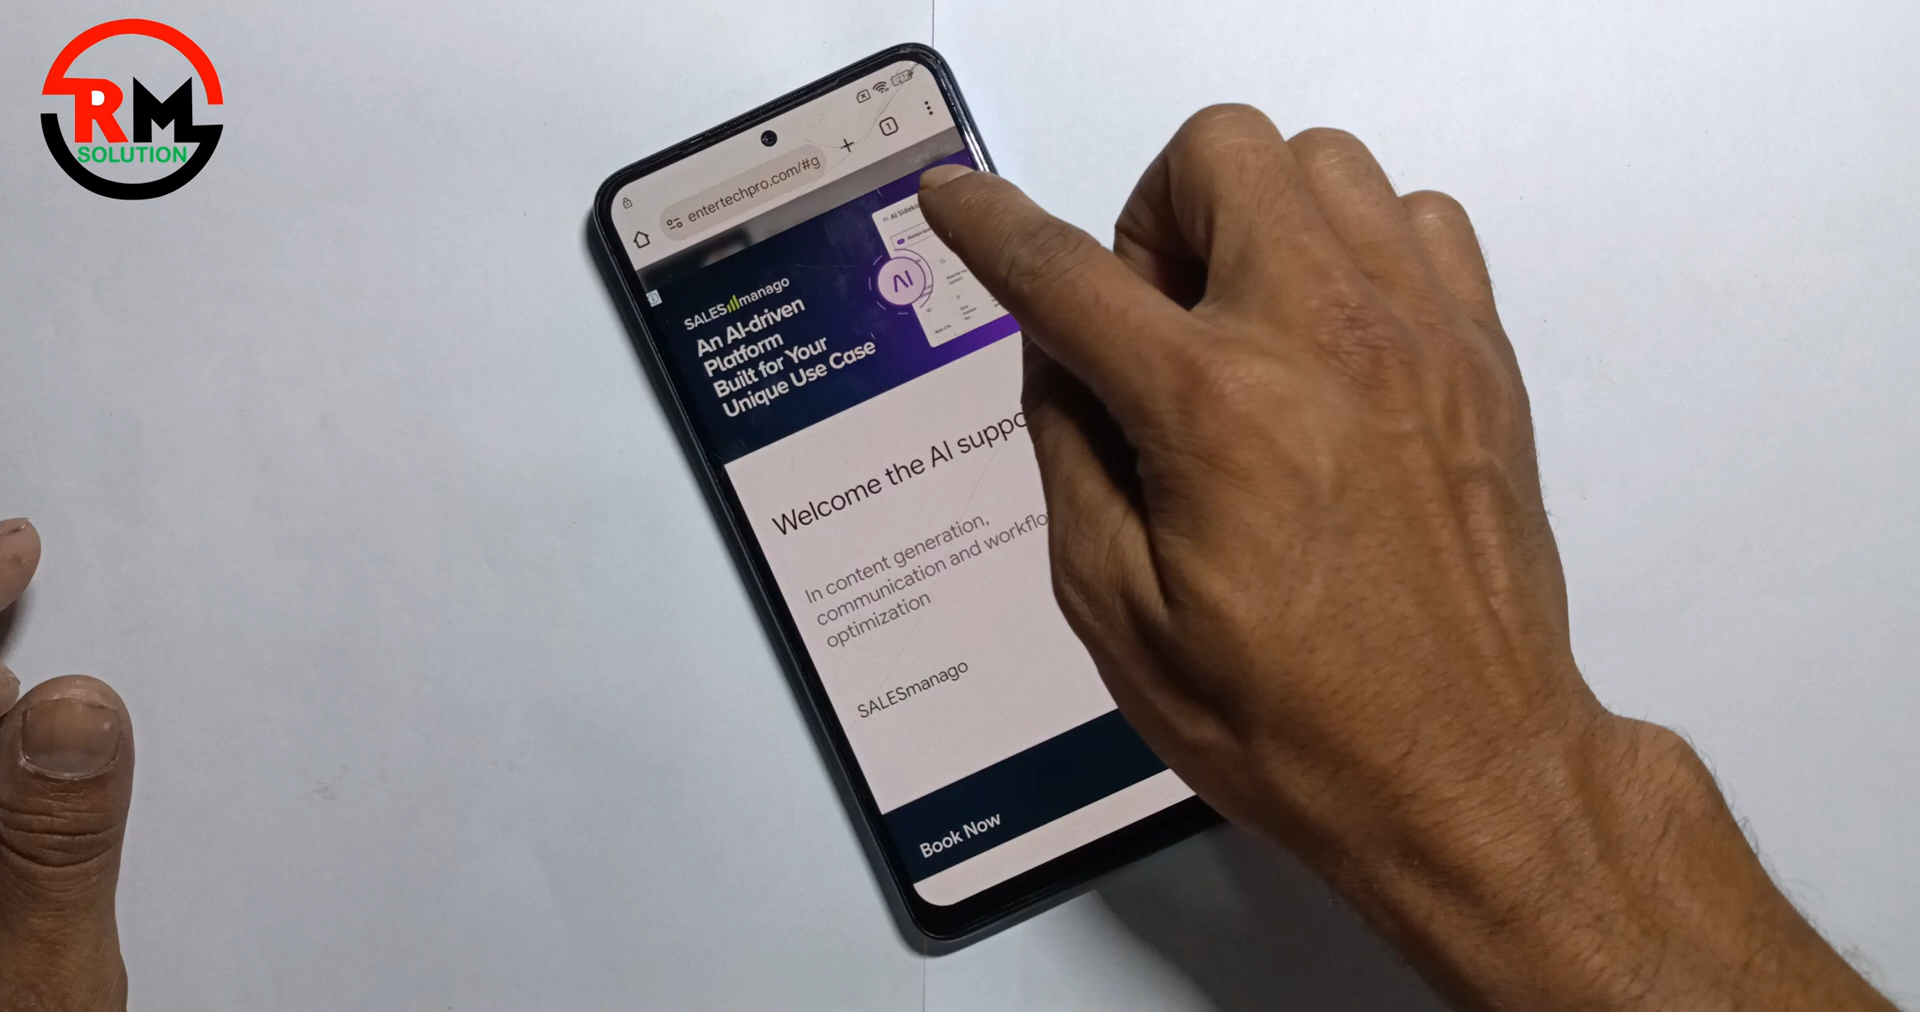 RM
SOLUTION
1
entertechpro.com/#g
AI
SALESmanago
An AI-driven
Platform
Built for Your
Unique Use Case
Welcome the AI suppo
In content generation,
communication and workflo
optimization
SALESmanago
Book Now